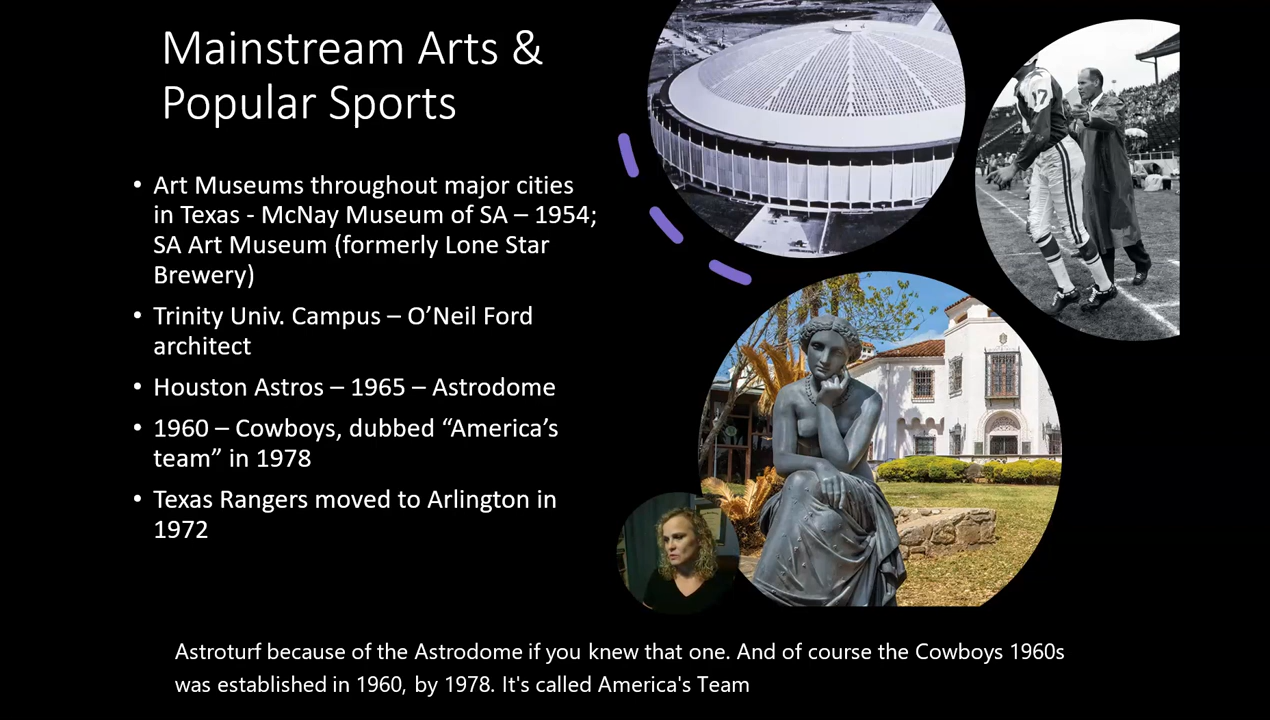 Mainstream Arts &
Popular Sports
• Art Museums throughout major cities
in Texas - McNay Museum of SA – 1954;
SA Art Museum (formerly Lone Star
Brewery)
• Trinity Univ. Campus – O’Neil Ford
architect
• Houston Astros – 1965 – Astrodome
• 1960 – Cowboys, dubbed “America’s
team” in 1978
• Texas Rangers moved to Arlington in
1972
17
Astroturf because of the Astrodome if you knew that one. And of course the Cowboys 1960s
was established in 1960, by 1978. It's called America's Team